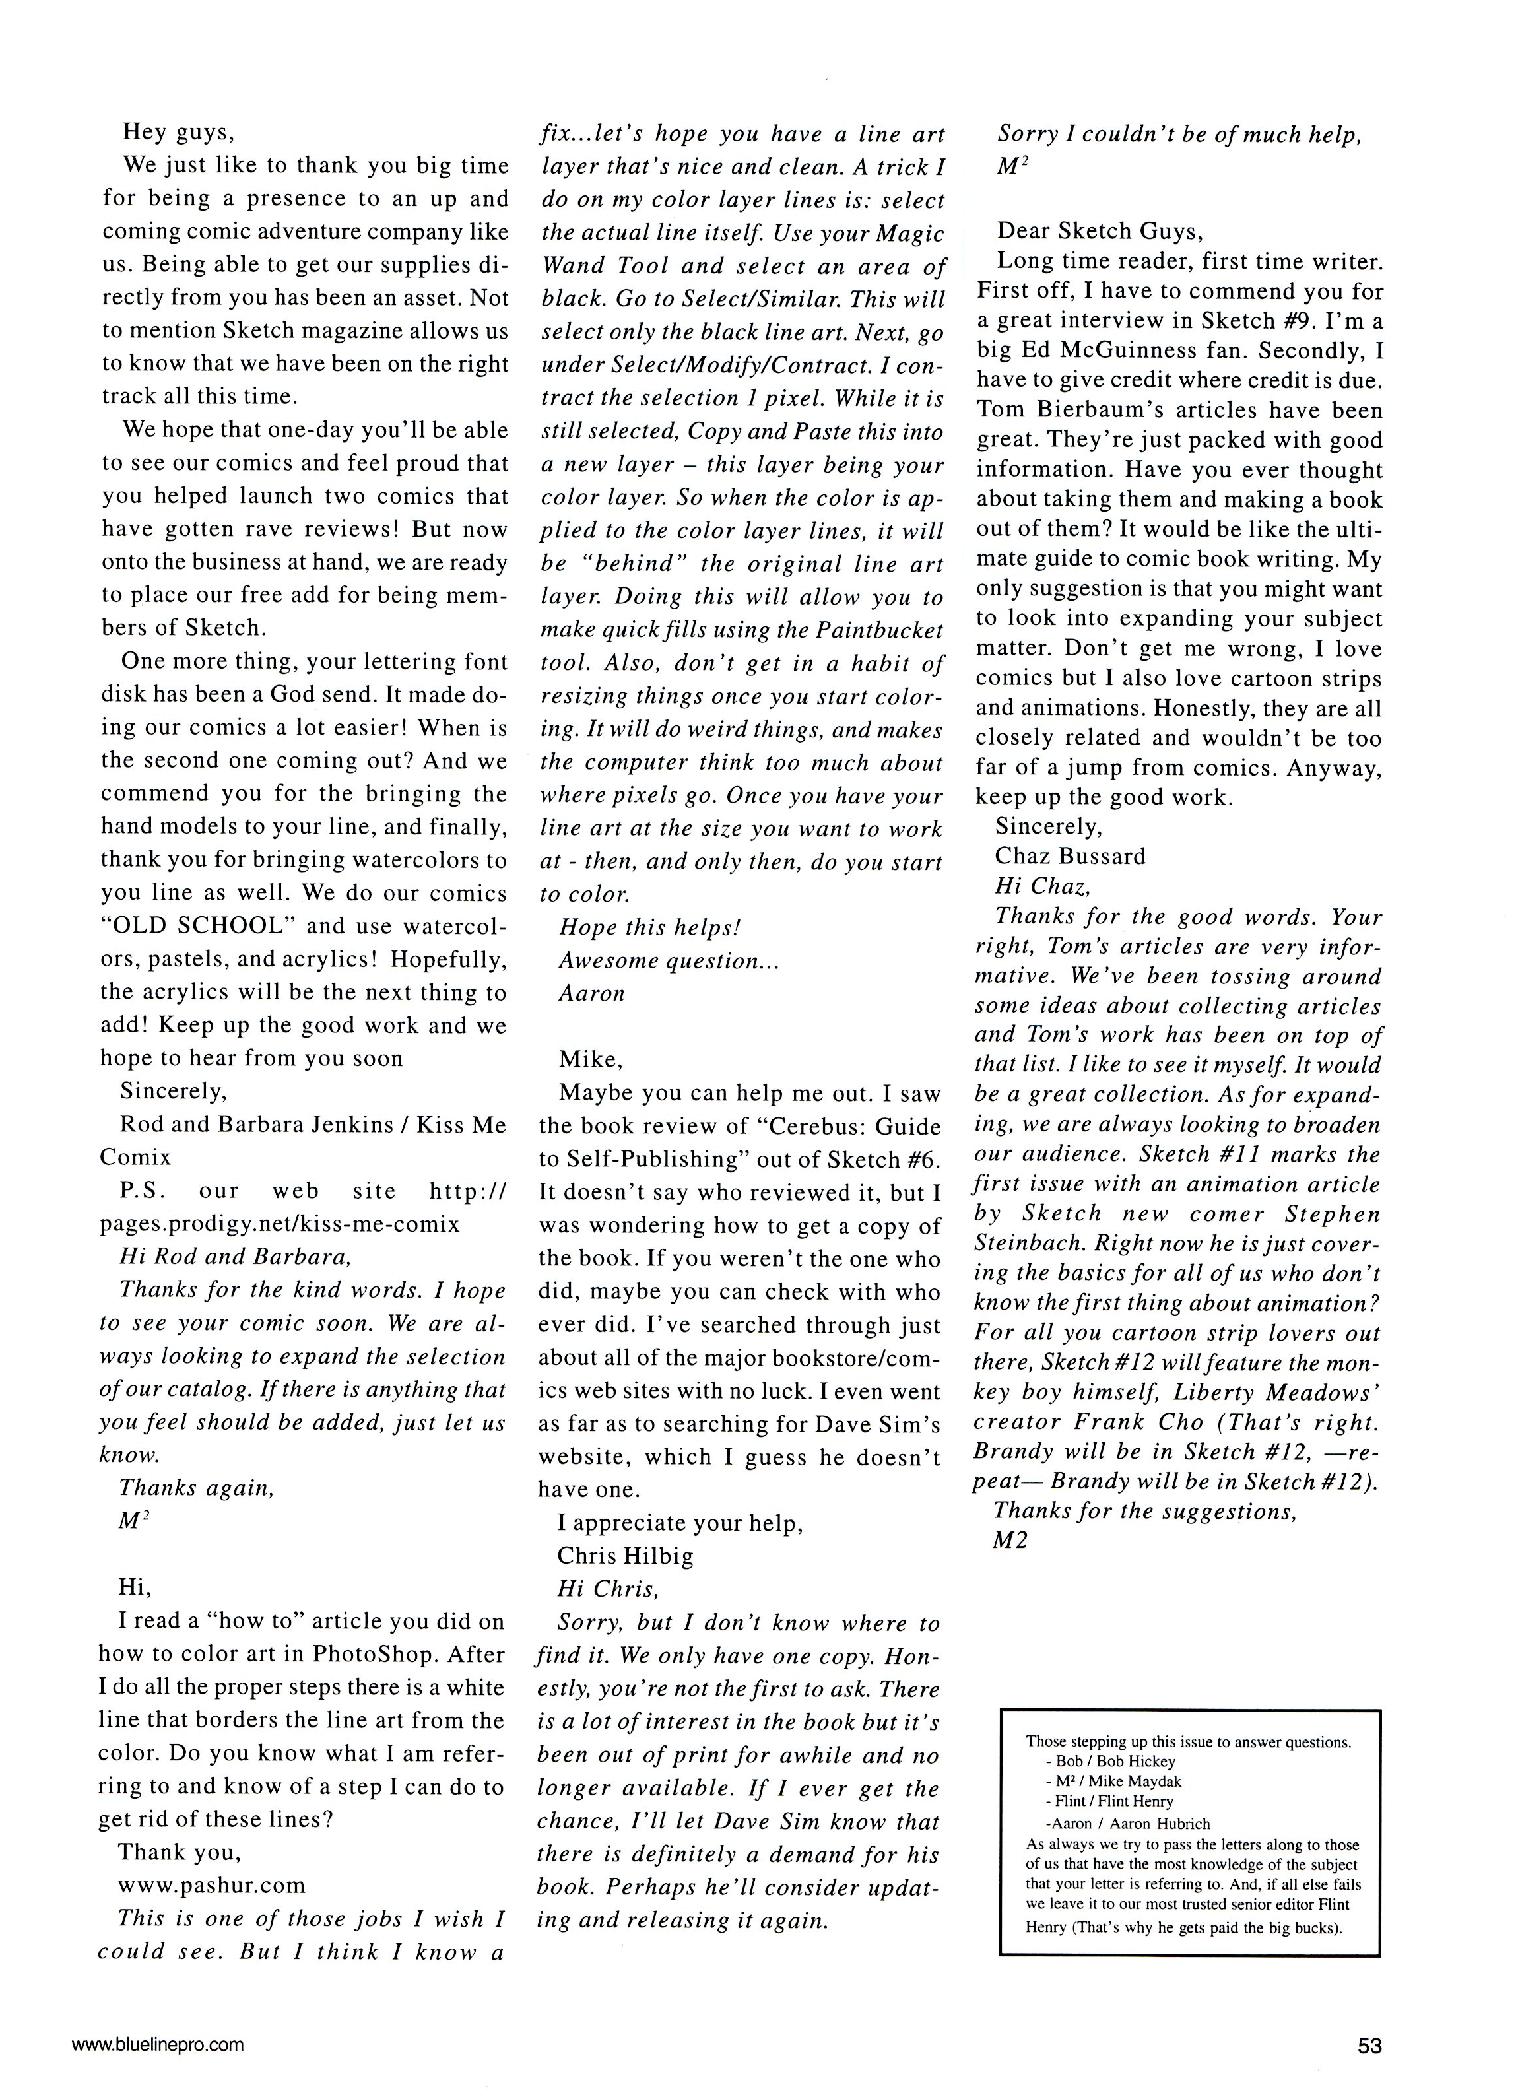 Hey guys,
We just like to thank you big time
for being a presence to an up and
coming comic adventure company like
us. Being able to get our supplies di-
rectly from you has been an asset. Not
to mention Sketch magazine allows us
to know that we have been on the right
track all this time.
We hope that one-day you'll be able
to see our comics and feel proud that
you helped launch two comics that
have gotten rave reviews! But now
onto the business at hand, we are ready
to place our free add for being mem-
bers of Sketch.
One more thing, your lettering font
disk has been a God send. It made do-
ing our comics a lot easier! When is
the second one coming out? And we
commend you for the bringing the
hand models to your line, and finally,
thank you for bringing watercolors to
you line as well. We do our comics
“OLD SCHOOL” and use watercol-
ors, pastels, and acrylics! Hopefully,
the acrylics will be the next thing to
add! Keep up the good work and we
hope to hear from you soon
Sincerely,
Rod and Barbara Jenkins / Kiss Me
Comix
P.S. our web site http://
pages.prodigy.net/kiss-me-comix
Hi Rod and Barbara,
Thanks for the kind words. I hope
to see your comic soon. We are al-
ways looking to expand the selection
of our catalog. If there is anything that
you feel should be added, just let us
know.
Thanks again,
M²
Hi,
I read a “how to” article you did on
how to color art in PhotoShop. After
I do all the proper steps there is a white
line that borders the line art from the
color. Do you know what I am refer-
ring to and know of a step I can do to
get rid of these lines?
Thank you,
www.pashur.com
This is one of those jobs I wish I
could see. But I think I know a
fix...let's hope you have a line art
layer that's nice and clean. A trick I
do on my color layer lines is: select
the actual line itself. Use your Magic
Wand Tool and select an area of
black. Go to Select/Similar. This will
select only the black line art. Next, go
under Select/Modify/Contract. I con-
tract the selection 1 pixel. While it is
still selected, Copy and Paste this into
a new layer – this layer being your
color layer. So when the color is ap-
plied to the color layer lines, it will
be “behind” the original line art
layer. Doing this will allow you to
make quick fills using the Paintbucket
tool. Also, don't get in a habit of
resizing things once you start color-
ing. It will do weird things, and makes
the computer think too much about
where pixels go. Once you have your
line art at the size you want to work
at - then, and only then, do you start
to color.
Hope this helps!
Awesome question...
Aaron
Mike,
Maybe you can help me out. I saw
the book review of “Cerebus: Guide
to Self-Publishing” out of Sketch #6.
It doesn't say who reviewed it, but I
was wondering how to get a copy of
the book. If you weren't the one who
did, maybe you can check with who
ever did. I've searched through just
about all of the major bookstore/com-
ics web sites with no luck. I even went
as far as to searching for Dave Sim's
website, which I guess he doesn't
have one.
I appreciate your help,
Chris Hilbig
Hi Chris,
Sorry, but I don't know where to
find it. We only have one copy. Hon-
estly, you're not the first to ask. There
is a lot of interest in the book but it's
been out of print for awhile and no
longer available. If I ever get the
chance, I'll let Dave Sim know that
there is definitely a demand for his
book. Perhaps he'll consider updat-
ing and releasing it again.
Sorry I couldn't be of much help,
M²
Dear Sketch Guys,
Long time reader, first time writer.
First off, I have to commend you for
a great interview in Sketch #9. I'm a
big Ed McGuinness fan. Secondly, I
have to give credit where credit is due.
Tom Bierbaum's articles have been
great. They're just packed with good
information. Have you ever thought
about taking them and making a book
out of them? It would be like the ulti-
mate guide to comic book writing. My
only suggestion is that you might want
to look into expanding your subject
matter. Don't get me wrong, I love
comics but I also love cartoon strips
and animations. Honestly, they are all
closely related and wouldn't be too
far of a jump from comics. Anyway,
keep up the good work.
Sincerely,
Chaz Bussard
Hi Chaz,
Thanks for the good words. Your
right, Tom's articles are very infor-
mative. We've been tossing around
some ideas about collecting articles
and Tom's work has been on top of
that list. I like to see it myself. It would
be a great collection. As for expand-
ing, we are always looking to broaden
our audience. Sketch #11 marks the
first issue with an animation article
by Sketch new comer Stephen
Steinbach. Right now he is just cover-
ing the basics for all of us who don't
know the first thing about animation?
For all you cartoon strip lovers out
there, Sketch #12 will feature the mon-
key boy himself, Liberty Meadows'
creator Frank Cho (That's right.
Brandy will be in Sketch #12, —re-
peat— Brandy will be in Sketch #12).
Thanks for the suggestions,
M2
Those stepping up this issue to answer questions.
- Bob / Bob Hickey
- M² / Mike Maydak
- Flint / Flint Henry
-Aaron / Aaron Hubrich
As always we try to pass the letters along to those
of us that have the most knowledge of the subject
that your letter is referring to. And, if all else fails
we leave it to our most trusted senior editor Flint
Henry (That's why he gets paid the big bucks).
www.bluelinepro.com
53